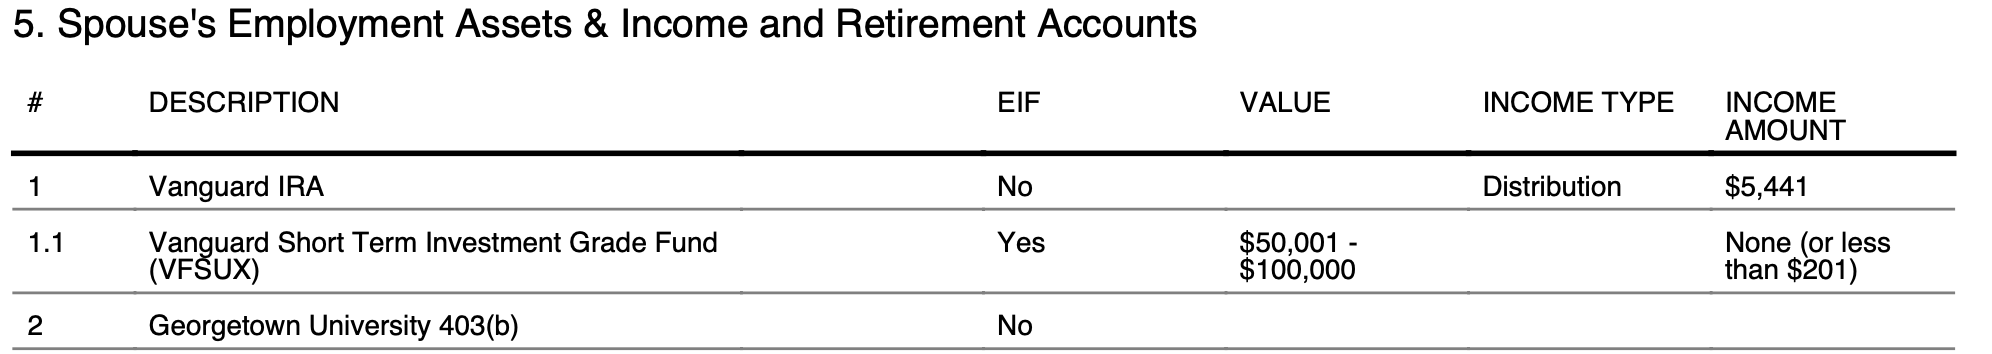 5. Spouse's Employment Assets & Income and Retirement Accounts
# DESCRIPTION EIF VALUE INCOME TYPE INCOME
AMOUNT
1 Vanguard IRA No Distribution $5,441
1.1 Vanguard Short Term Investment Grade Fund Yes $50,001 - None (or less
(VFSUX) $100,000 than $201)
2 Georgetown University 403(b) No